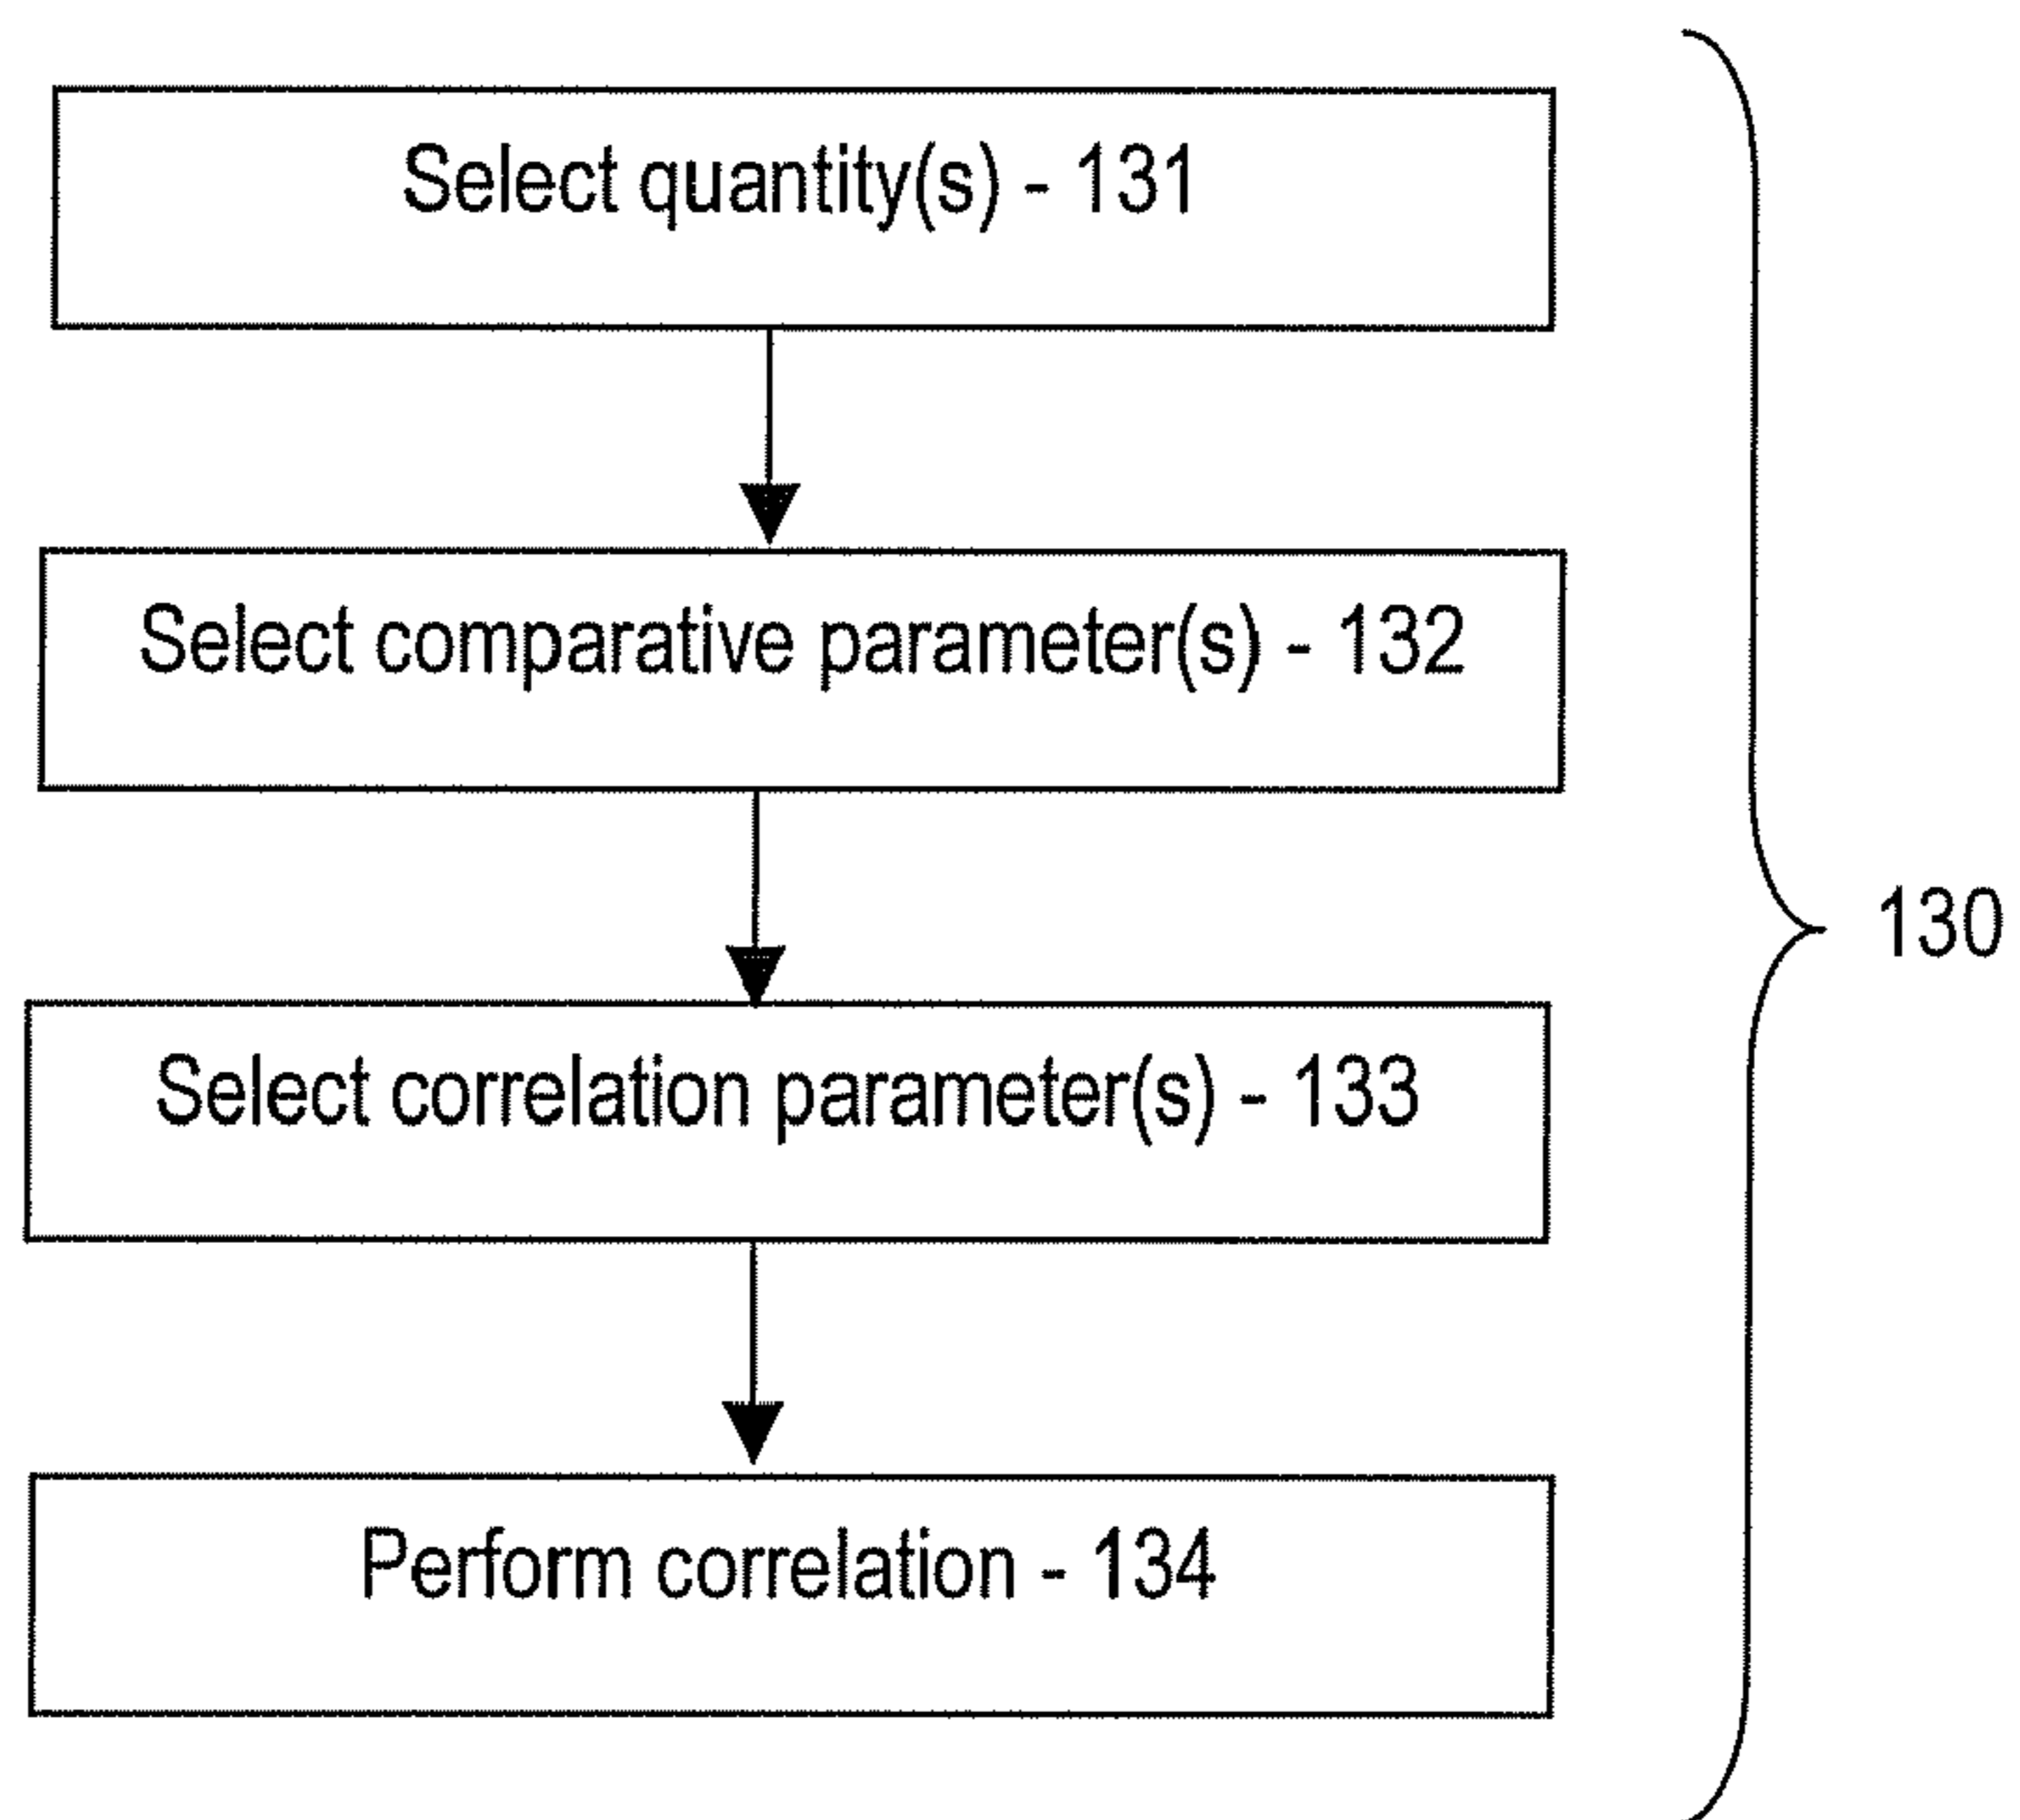 Select quantity(s) - 131
Select comparative parameter(s) - 132
130
Select correlation parameter(s) - 133
Perform correlation - 134